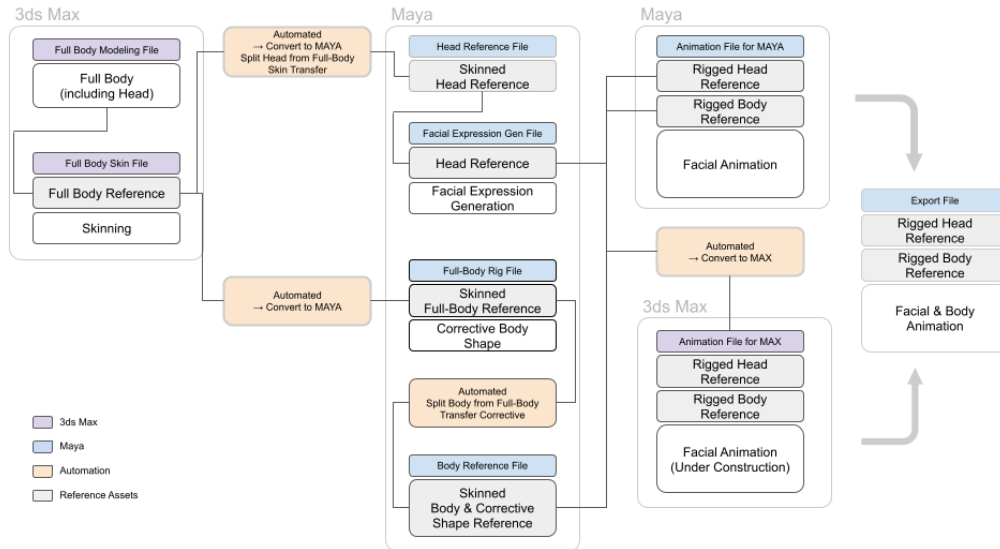 3ds Max
Full Body Modeling File
Full Body
(including Head)
Full Body Skin File
Full Body Reference
Skinning
Automated
→ Convert to MAYA
Split Head from Full-Body
Skin Transfer
Automated
→ Convert to MAYA
Maya
Head Reference File
Skinned
Head Reference
Facial Expression Gen File
Head Reference
Facial Expression
Generation
Full-Body Rig File
Skinned
Full-Body Reference
Corrective Body
Shape
Automated
Split Body from Full-Body
Transfer Corrective
Body Reference File
Skinned
Body & Corrective
Shape Reference
Maya
Animation File for MAYA
Rigged Head
Reference
Rigged Body
Reference
Facial Animation
Automated
→ Convert to MAX
3ds Max
Animation File for MAX
Rigged Head
Reference
Rigged Body
Reference
Facial Animation
(Under Construction)
Export File
Rigged Head
Reference
Rigged Body
Reference
Facial & Body
Animation
3ds Max
Maya
Automation
Reference Assets